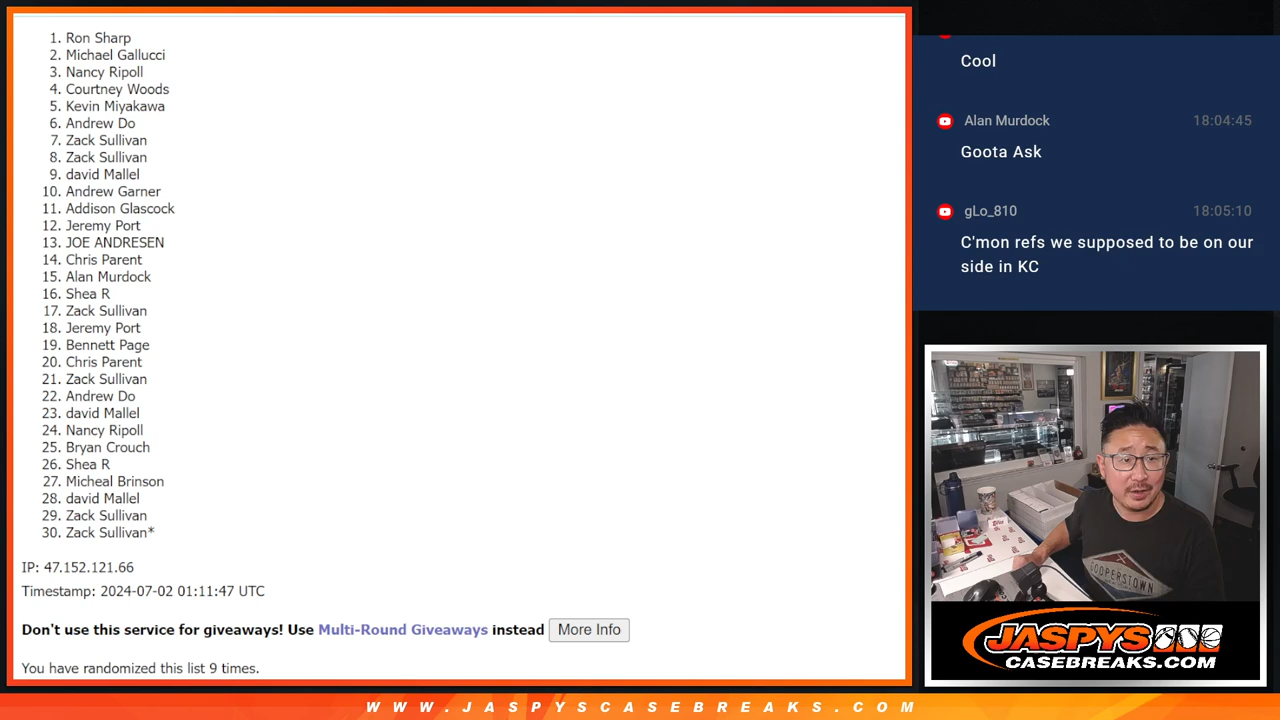 1. Ron Sharp
2. Michael Gallucci
3. Nancy Ripoll
4. Courtney Woods
5. Kevin Miyakawa
6. Andrew Do
7. Zack Sullivan
8. Zack Sullivan
9. david Mallel
10. Andrew Garner
11. Addison Glascock
12. Jeremy Port
13. JOE ANDRESEN
14. Chris Parent
15. Alan Murdock
16. Shea R
17. Zack Sullivan
18. Jeremy Port
19. Bennett Page
20. Chris Parent
21. Zack Sullivan
22. Andrew Do
23. david Mallel
24. Nancy Ripoll
25. Bryan Crouch
26. Shea R
27. Micheal Brinson
28. david Mallel
29. Zack Sullivan
30. Zack Sullivan*
IP: 47.152.121.66
Timestamp: 2024-07-02 01:11:47 UTC
Don't use this service for giveaways! Use Multi-Round Giveaways instead More Info
You have randomized this list 9 times.
Cool
Alan Murdock 18:04:45
Goota Ask
gLo_810 18:05:10
C'mon refs we supposed to be on our
side in KC
COOPERSTOWN
JASPYS
CASEBREAKS.COM
WWW.JASPYSCASEBREAKS.COM